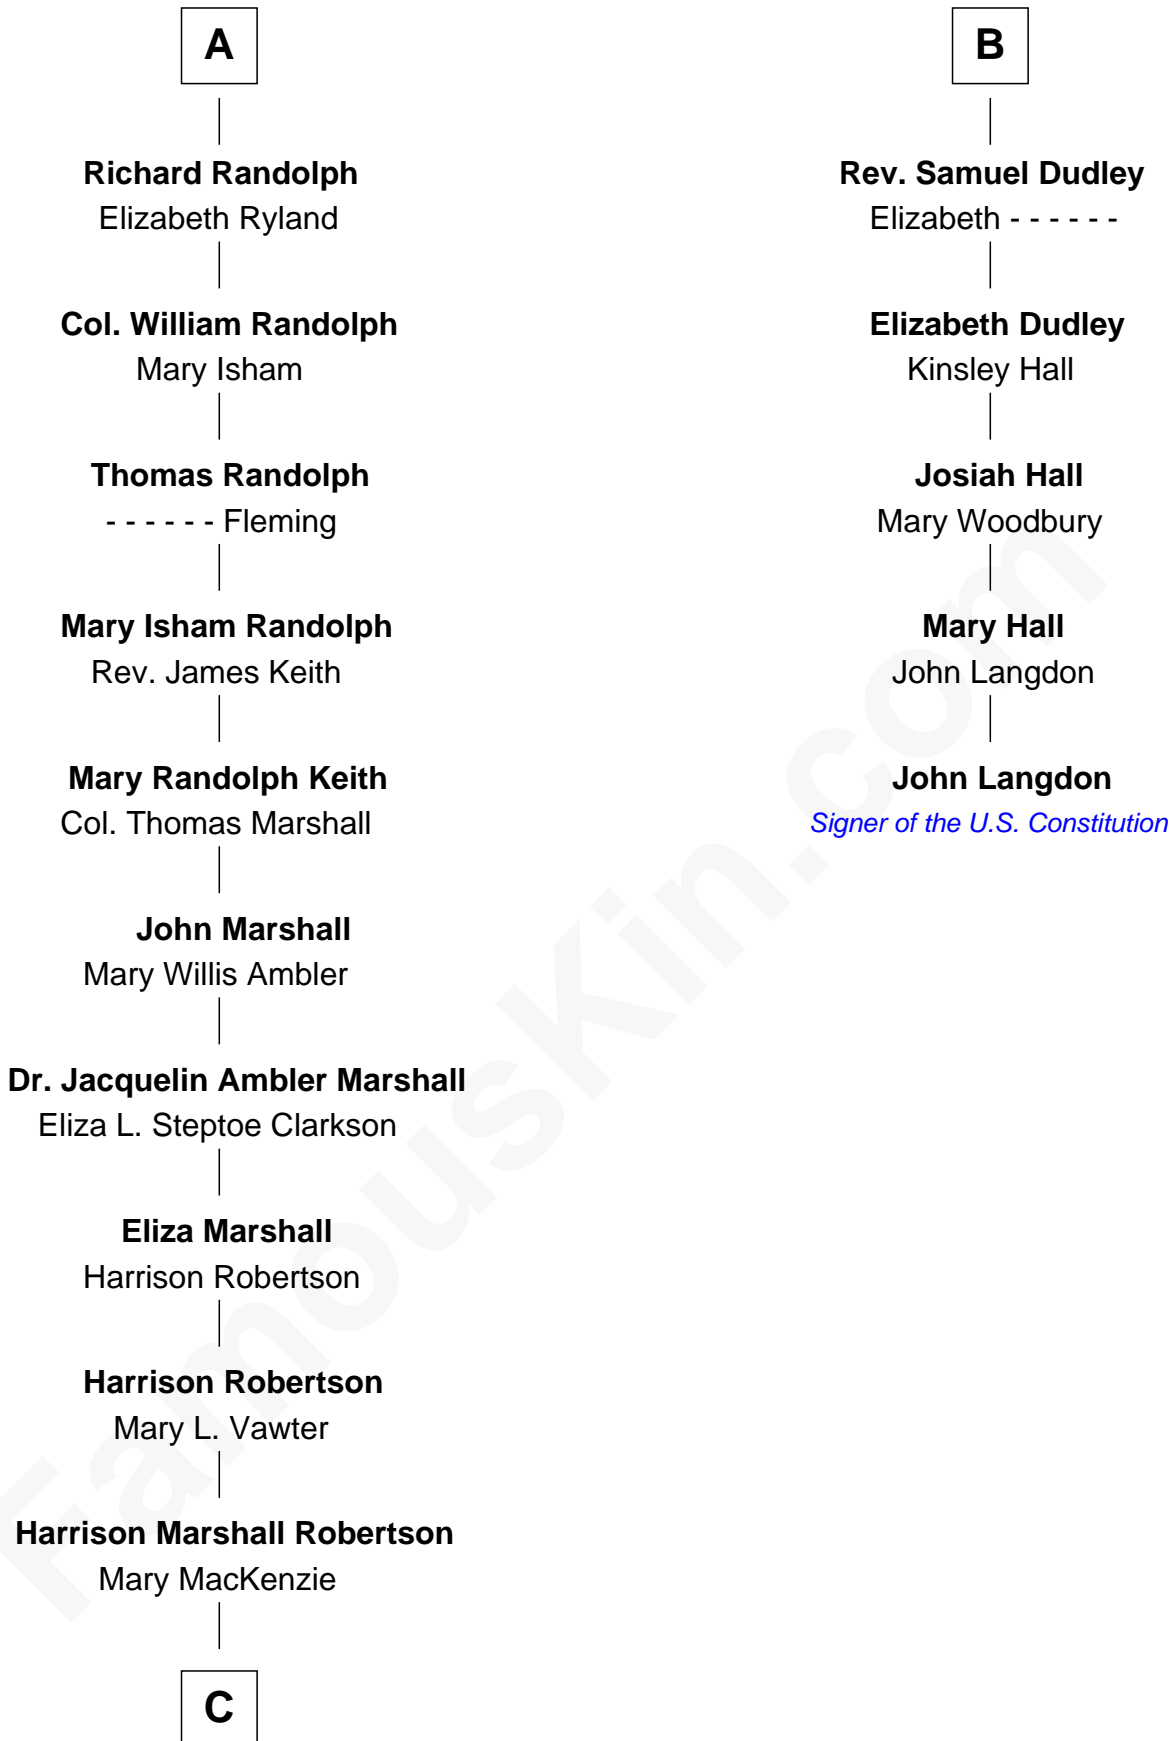 A
Richard Randolph
Elizabeth Ryland
Col. William Randolph
Mary Isham
Thomas Randolph
- - - - - - Fleming
Mary Isham Randolph
Rev. James Keith
Mary Randolph Keith
Col. Thomas Marshall
John Marshall
Mary Willis Ambler
Dr. Jacquelin Ambler Marshall
Eliza L. Steptoe Clarkson
Eliza Marshall
Harrison Robertson
Harrison Robertson
Mary L. Vawter
Harrison Marshall Robertson
Mary MacKenzie
C
B
Rev. Samuel Dudley
Elizabeth - - - - - -
Elizabeth Dudley
Kinsley Hall
Josiah Hall
Mary Woodbury
Mary Hall
John Langdon
John Langdon
Signer of the U.S. Constitution
FamousKin.com